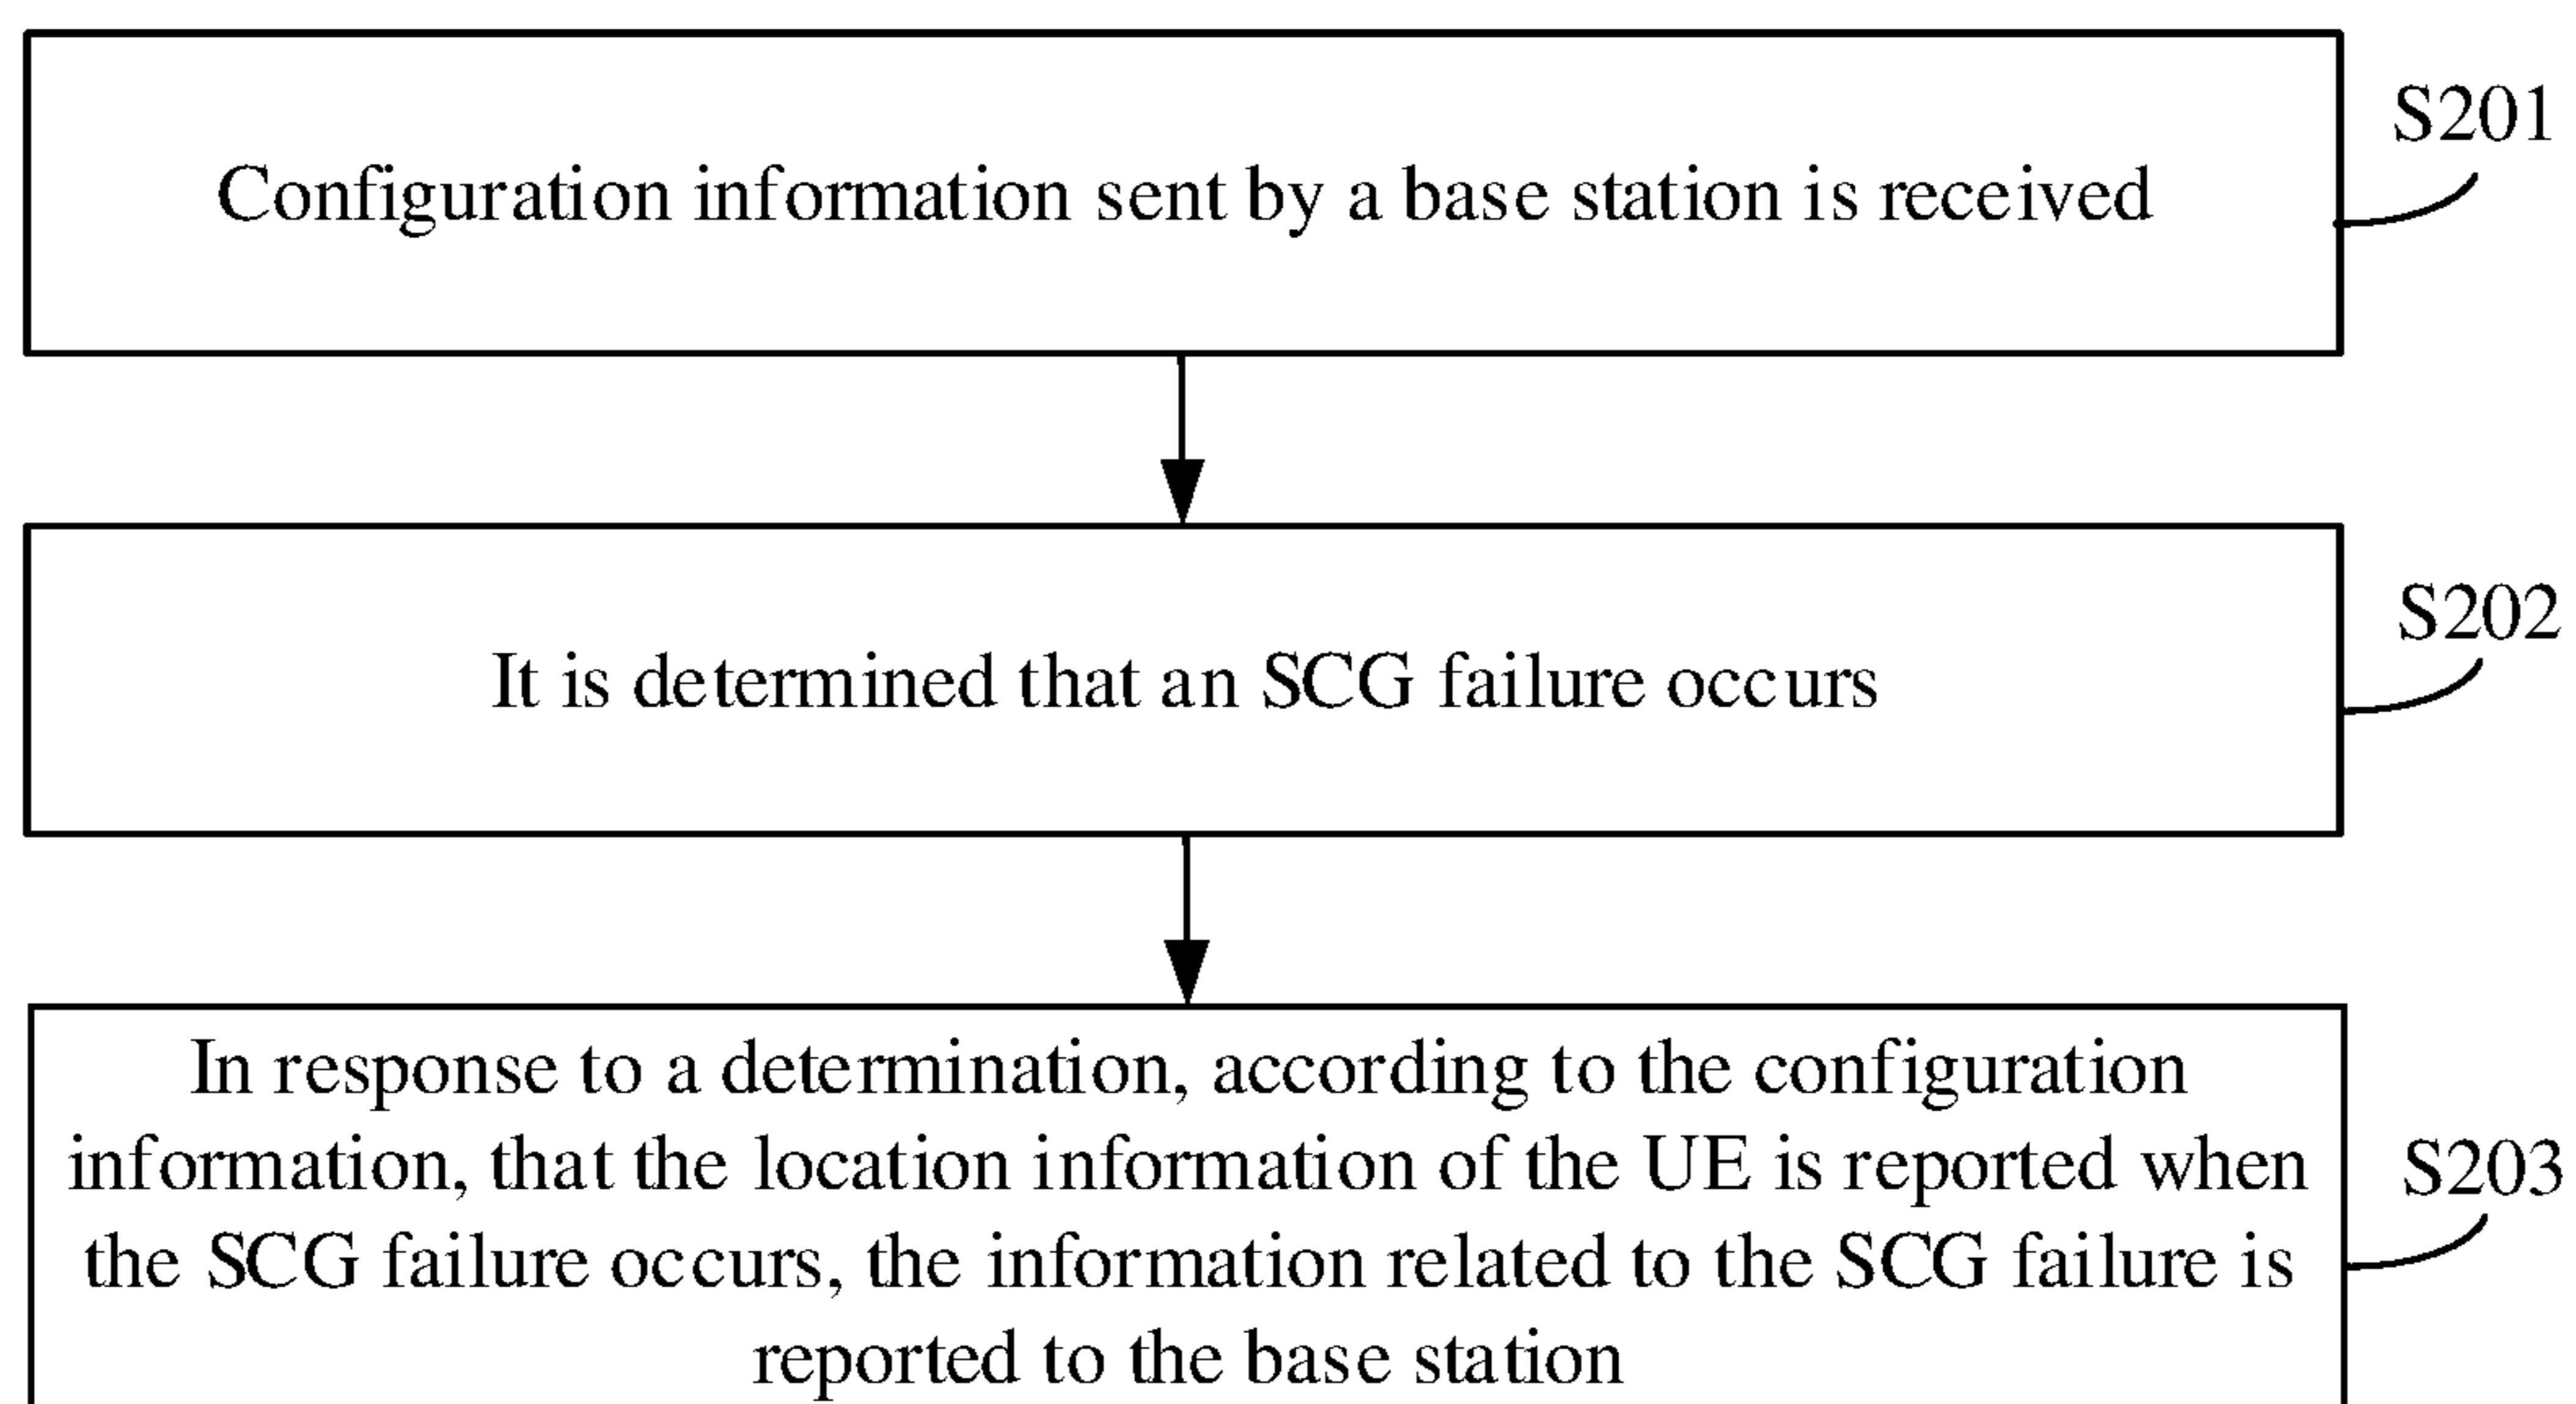 Configuration information sent by a base station is received
S201
It is determined that an SCG failure occurs
S202
In response to a determination, according to the configuration
information, that the location information of the UE is reported when
the SCG failure occurs, the information related to the SCG failure is
reported to the base station
S203